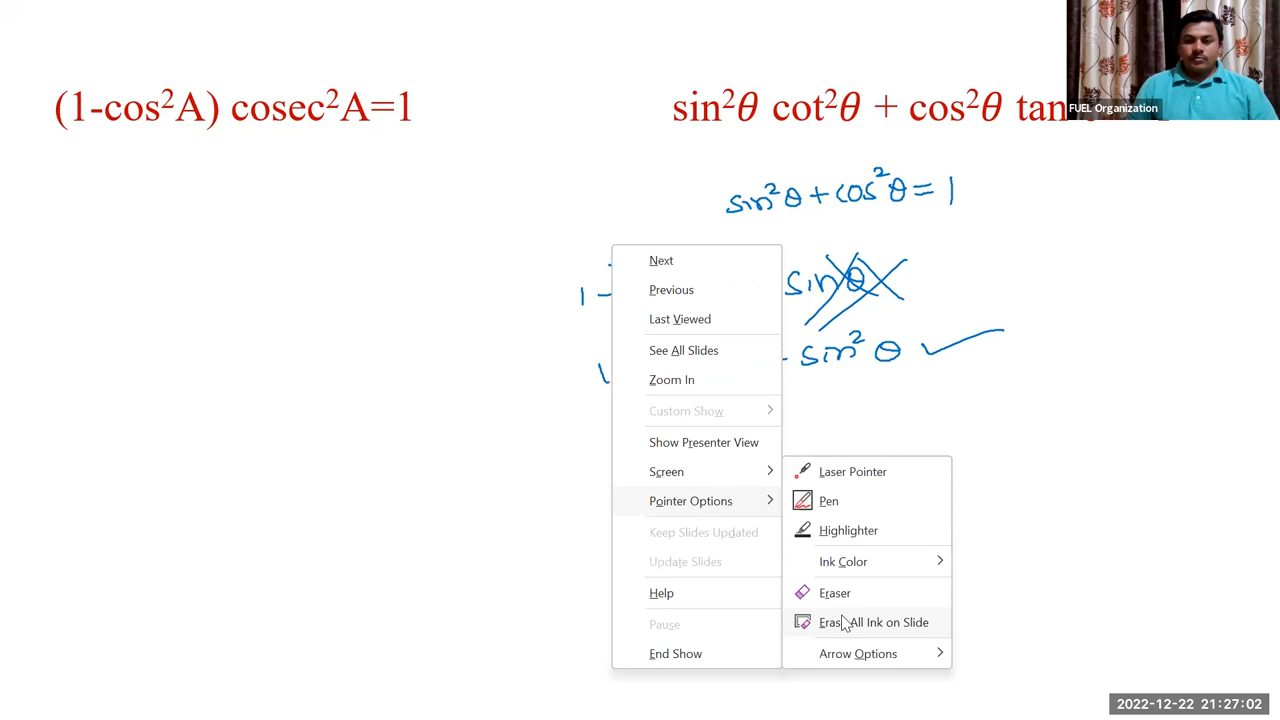 (1-cos²A) cosec²A=1
sin²θ cot²θ + cos²θ tan
FUEL Organization
sin²θ + cos²θ = 1
1 -
sin θ
sin² θ
Next
Previous
Last Viewed
See All Slides
Zoom In
Custom Show
Show Presenter View
Screen
Pointer Options
Keep Slides Updated
Update Slides
Help
Pause
End Show
Laser Pointer
Pen
Highlighter
Ink Color
Eraser
Erase All Ink on Slide
Arrow Options
2022-12-22 21:27:02